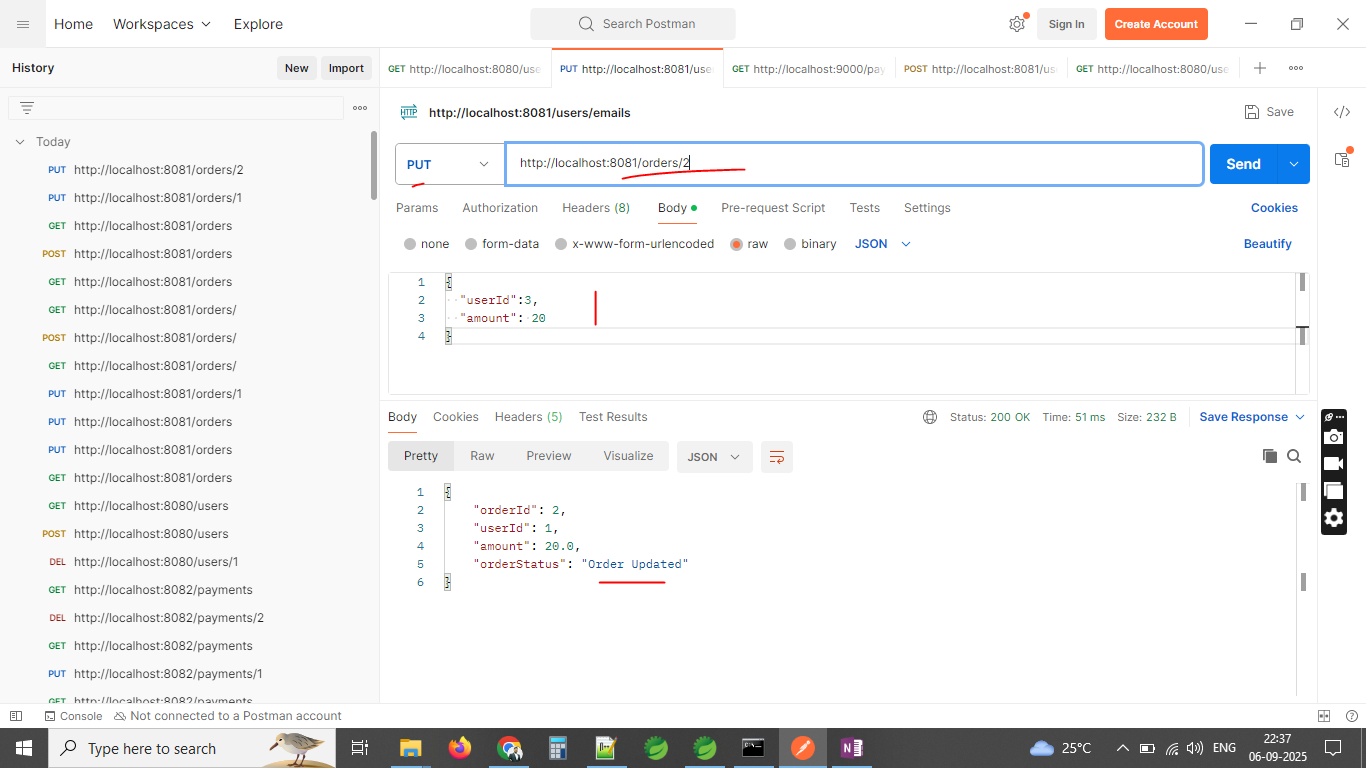 Home Workspaces Explore Search Postman Sign In Create Account
History New Import GET http://localhost:8080/use PUT http://localhost:8081/use GET http://localhost:9000/pay POST http://localhost:8081/us GET http://localhost:8080/use
HTTP http://localhost:8081/users/emails Save
PUT http://localhost:8081/orders/2 Send
Params Authorization Headers (8) Body Pre-request Script Tests Settings Cookies
none form-data x-www-form-urlencoded raw binary JSON Beautify
1 {
2 "userId":3,
3 "amount": 20
4 }
Today
PUT http://localhost:8081/orders/2
PUT http://localhost:8081/orders/1
GET http://localhost:8081/orders
POST http://localhost:8081/orders
GET http://localhost:8081/orders
GET http://localhost:8081/orders/
POST http://localhost:8081/orders/
GET http://localhost:8081/orders/
PUT http://localhost:8081/orders/1
PUT http://localhost:8081/orders
PUT http://localhost:8081/orders
GET http://localhost:8081/orders
GET http://localhost:8080/users
POST http://localhost:8080/users
DEL http://localhost:8080/users/1
GET http://localhost:8082/payments
DEL http://localhost:8082/payments/2
GET http://localhost:8082/payments
PUT http://localhost:8082/payments/1
GET http://localhost:8082/payments
Body Cookies Headers (5) Test Results Status: 200 OK Time: 51 ms Size: 232 B Save Response
Pretty Raw Preview Visualize JSON
1 {
2 "orderId": 2,
3 "userId": 1,
4 "amount": 20.0,
5 "orderStatus": "Order Updated"
6 }
Console Not connected to a Postman account
Type here to search 25°C ENG 22:37
06-09-2025